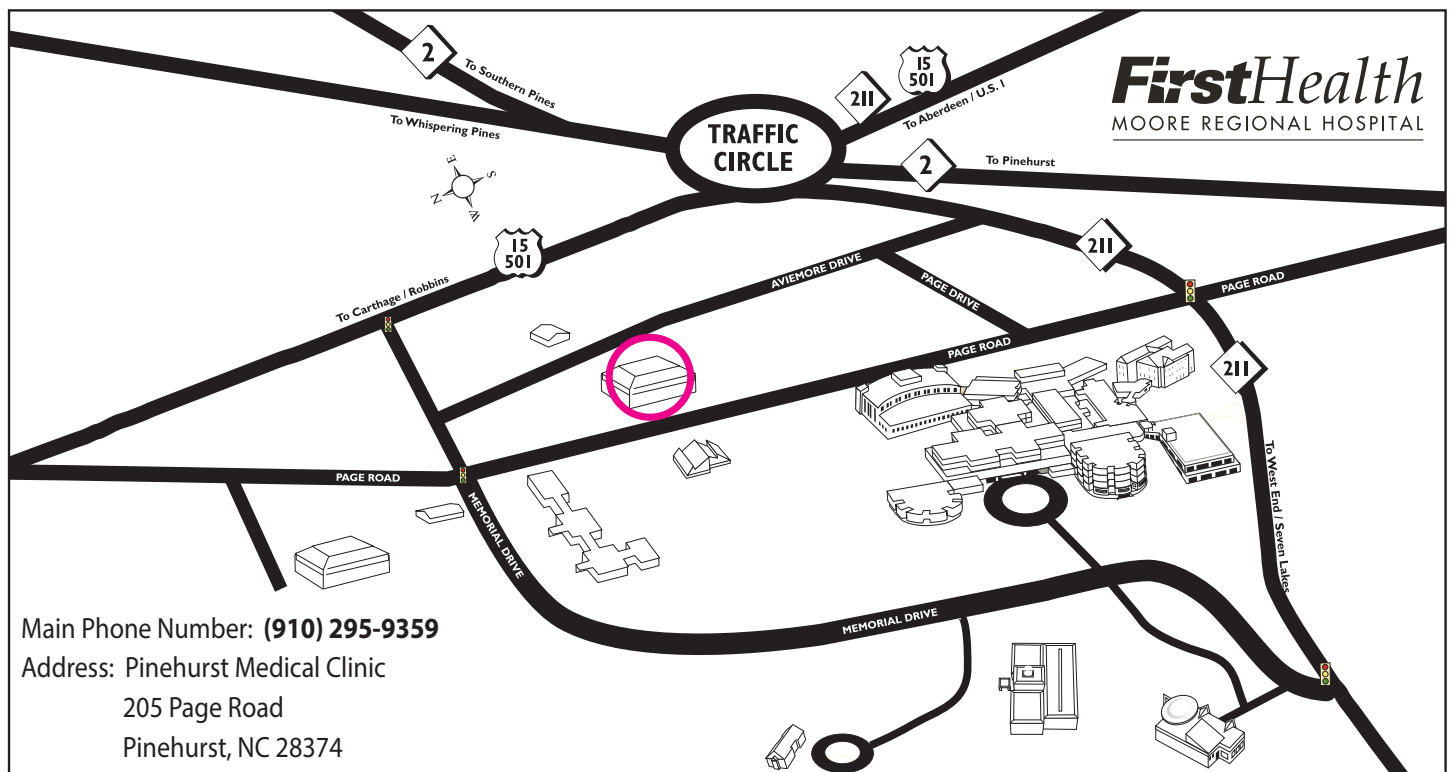 2
To Southern Pines
To Whispering Pines
TRAFFIC
CIRCLE
211
15
501
To Aberdeen / U.S. 1
FirstHealth
MOORE REGIONAL HOSPITAL
2
To Pinehurst
E
S
N
W
15
501
To Carthage / Robbins
AVIEMORE DRIVE
PAGE DRIVE
211
PAGE ROAD
PAGE ROAD
211
To West End / Seven Lakes
PAGE ROAD
MEMORIAL DRIVE
MEMORIAL DRIVE
Main Phone Number: (910) 295-9359
Address: Pinehurst Medical Clinic
205 Page Road
Pinehurst, NC 28374